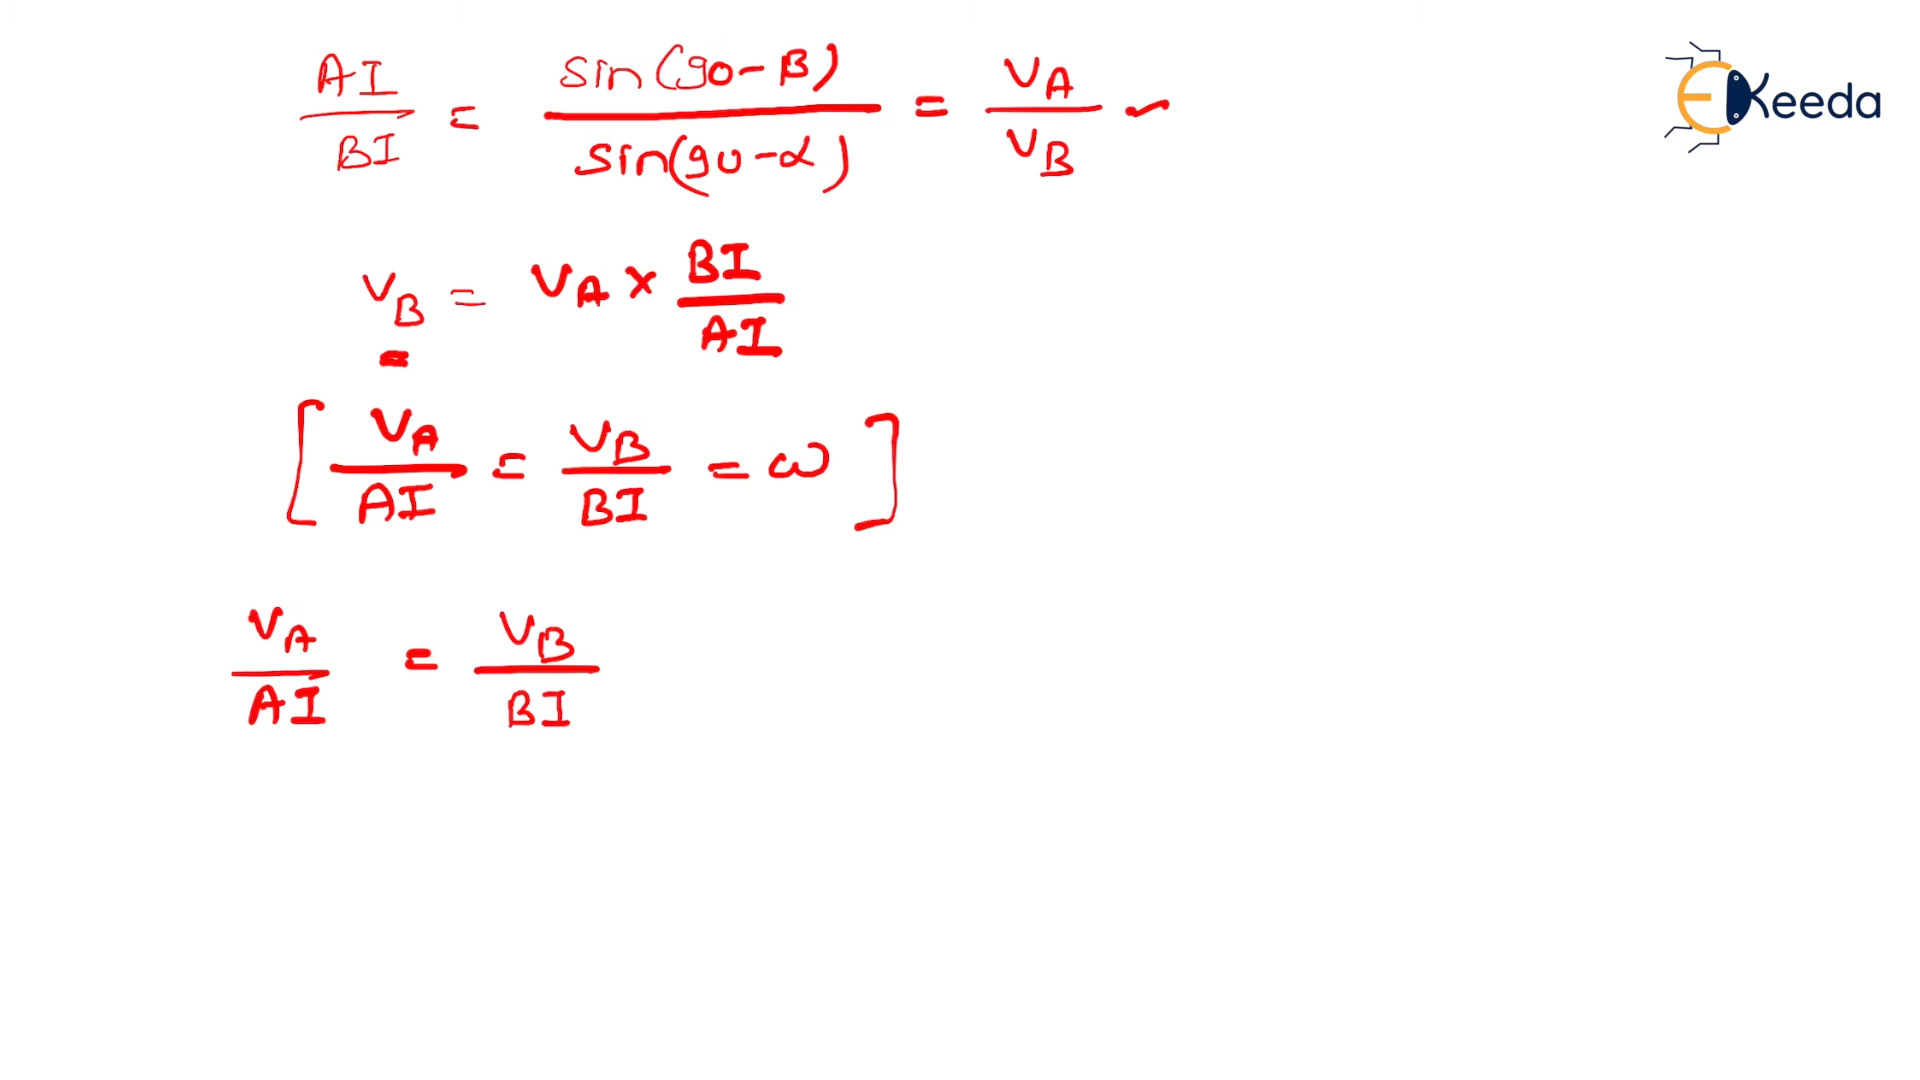 AI/BI = sin(90-β)/sin(90-α) = VA/VB
EKeeda
VB = VA × BI/AI
[VA/AI = VB/BI = ω]
VA/AI = VB/BI